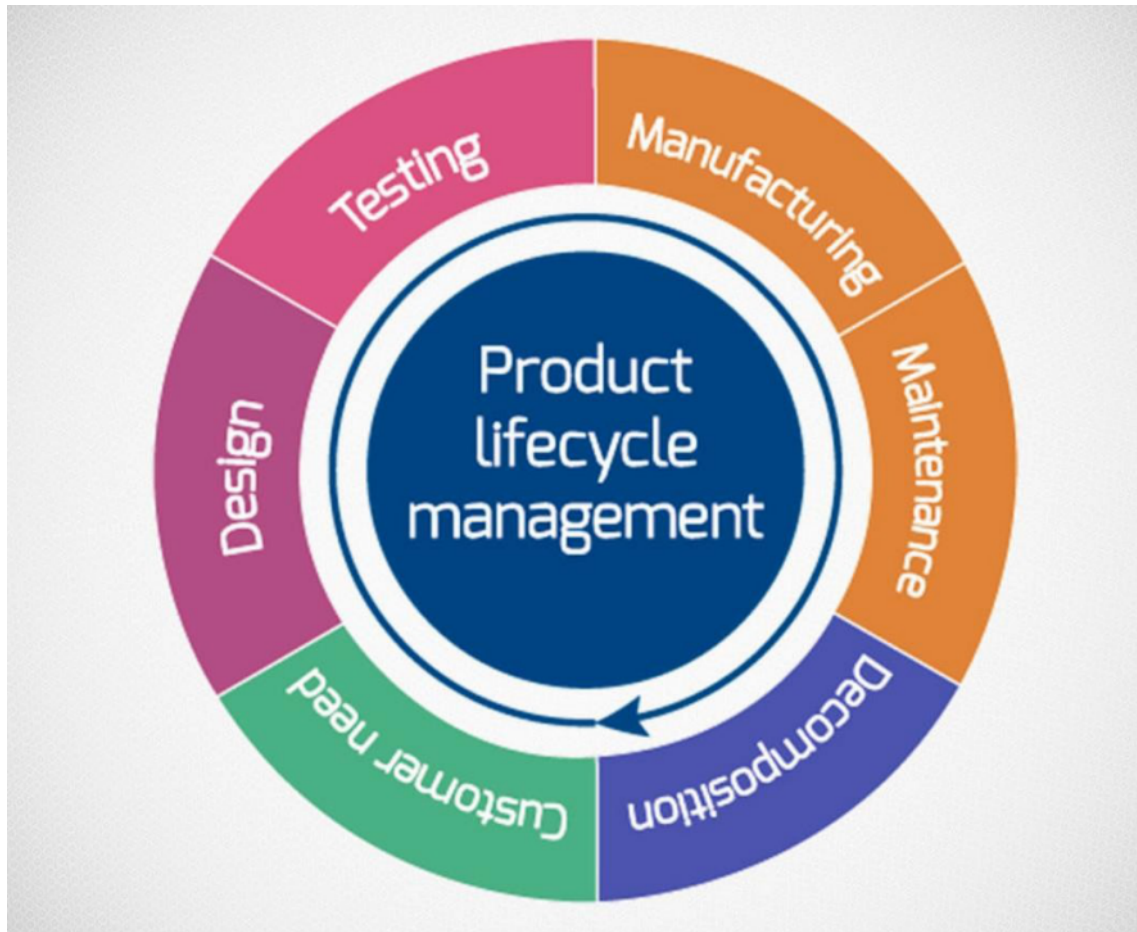 Product
lifecycle
management
Testing
Manufacturing
Maintenance
Decomposition
Customer need
Design